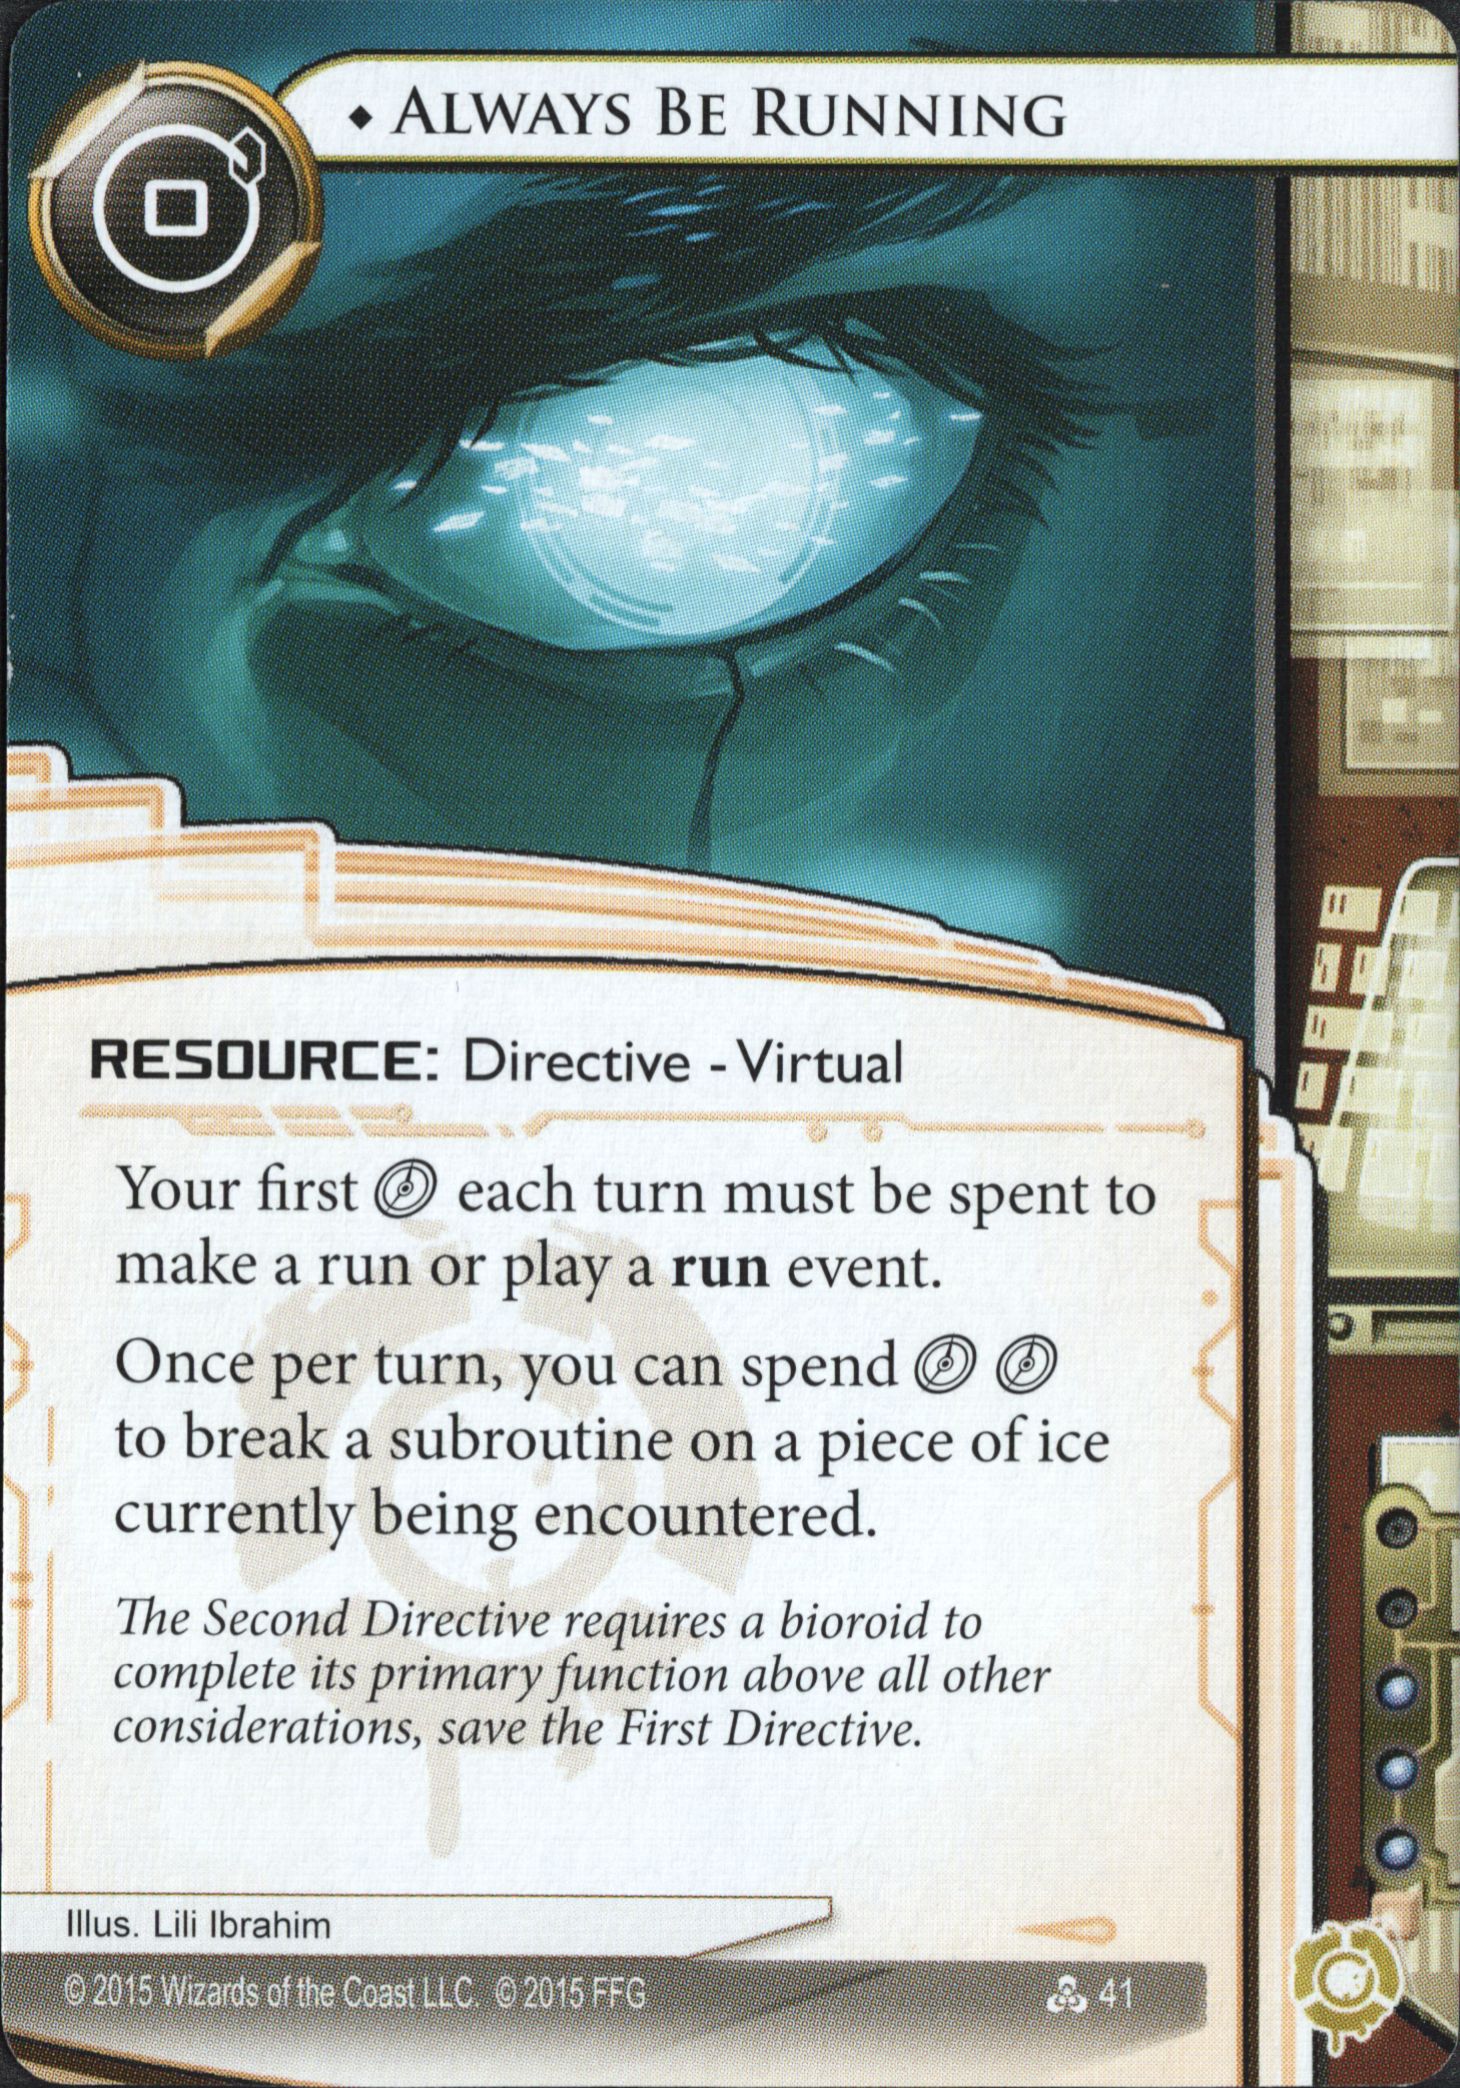 ◆ ALWAYS BE RUNNING
RESOURCE: Directive - Virtual
Your first each turn must be spent to
make a run or play a run event.
Once per turn, you can spend
to break a subroutine on a piece of ice
currently being encountered.
The Second Directive requires a bioroid to
complete its primary function above all other
considerations, save the First Directive.
Illus. Lili Ibrahim
© 2015 Wizards of the Coast LLC. © 2015 FFG
41